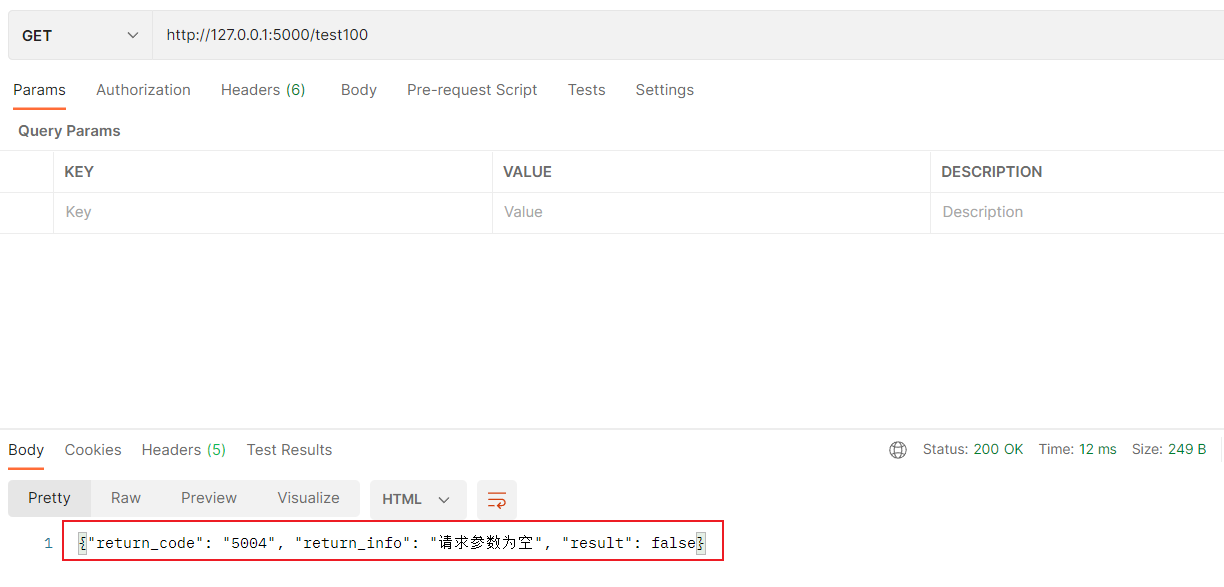 GET http://127.0.0.1:5000/test100
Params Authorization Headers (6) Body Pre-request Script Tests Settings
Query Params
KEY VALUE DESCRIPTION
Key Value Description
Body Cookies Headers (5) Test Results Status: 200 OK Time: 12 ms Size: 249 B
Pretty Raw Preview Visualize HTML
1 {"return_code": "5004", "return_info": "请求参数为空", "result": false}